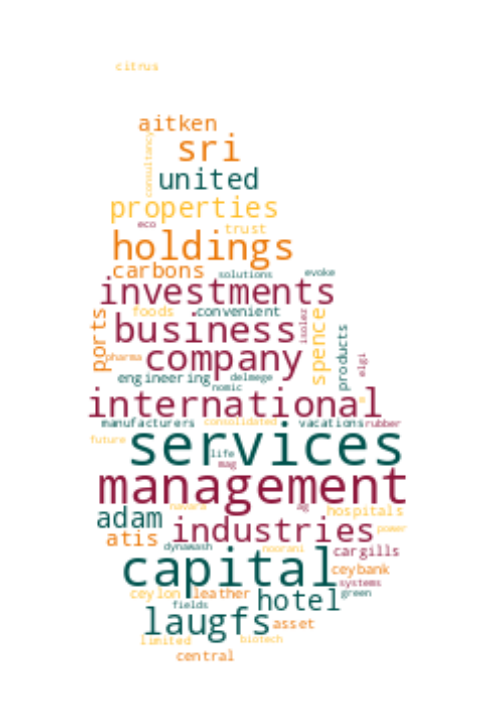 citrus
aitken
consultancy
sri
united
properties
eco
trust
holdings
carbons solutions evoke
investments
ports foods convenient
business isolez spence products
pharma company elgi
engineering delmege
nomic
international
manufacturers consolidated vacations rubber
future services
life
mag
management
navara ag hospitals
adam industries power
atis dynawash noorani cargills
capital ceybank
systems
ceylon leather hotel green
fields
laugfs asset
limited biotech
central